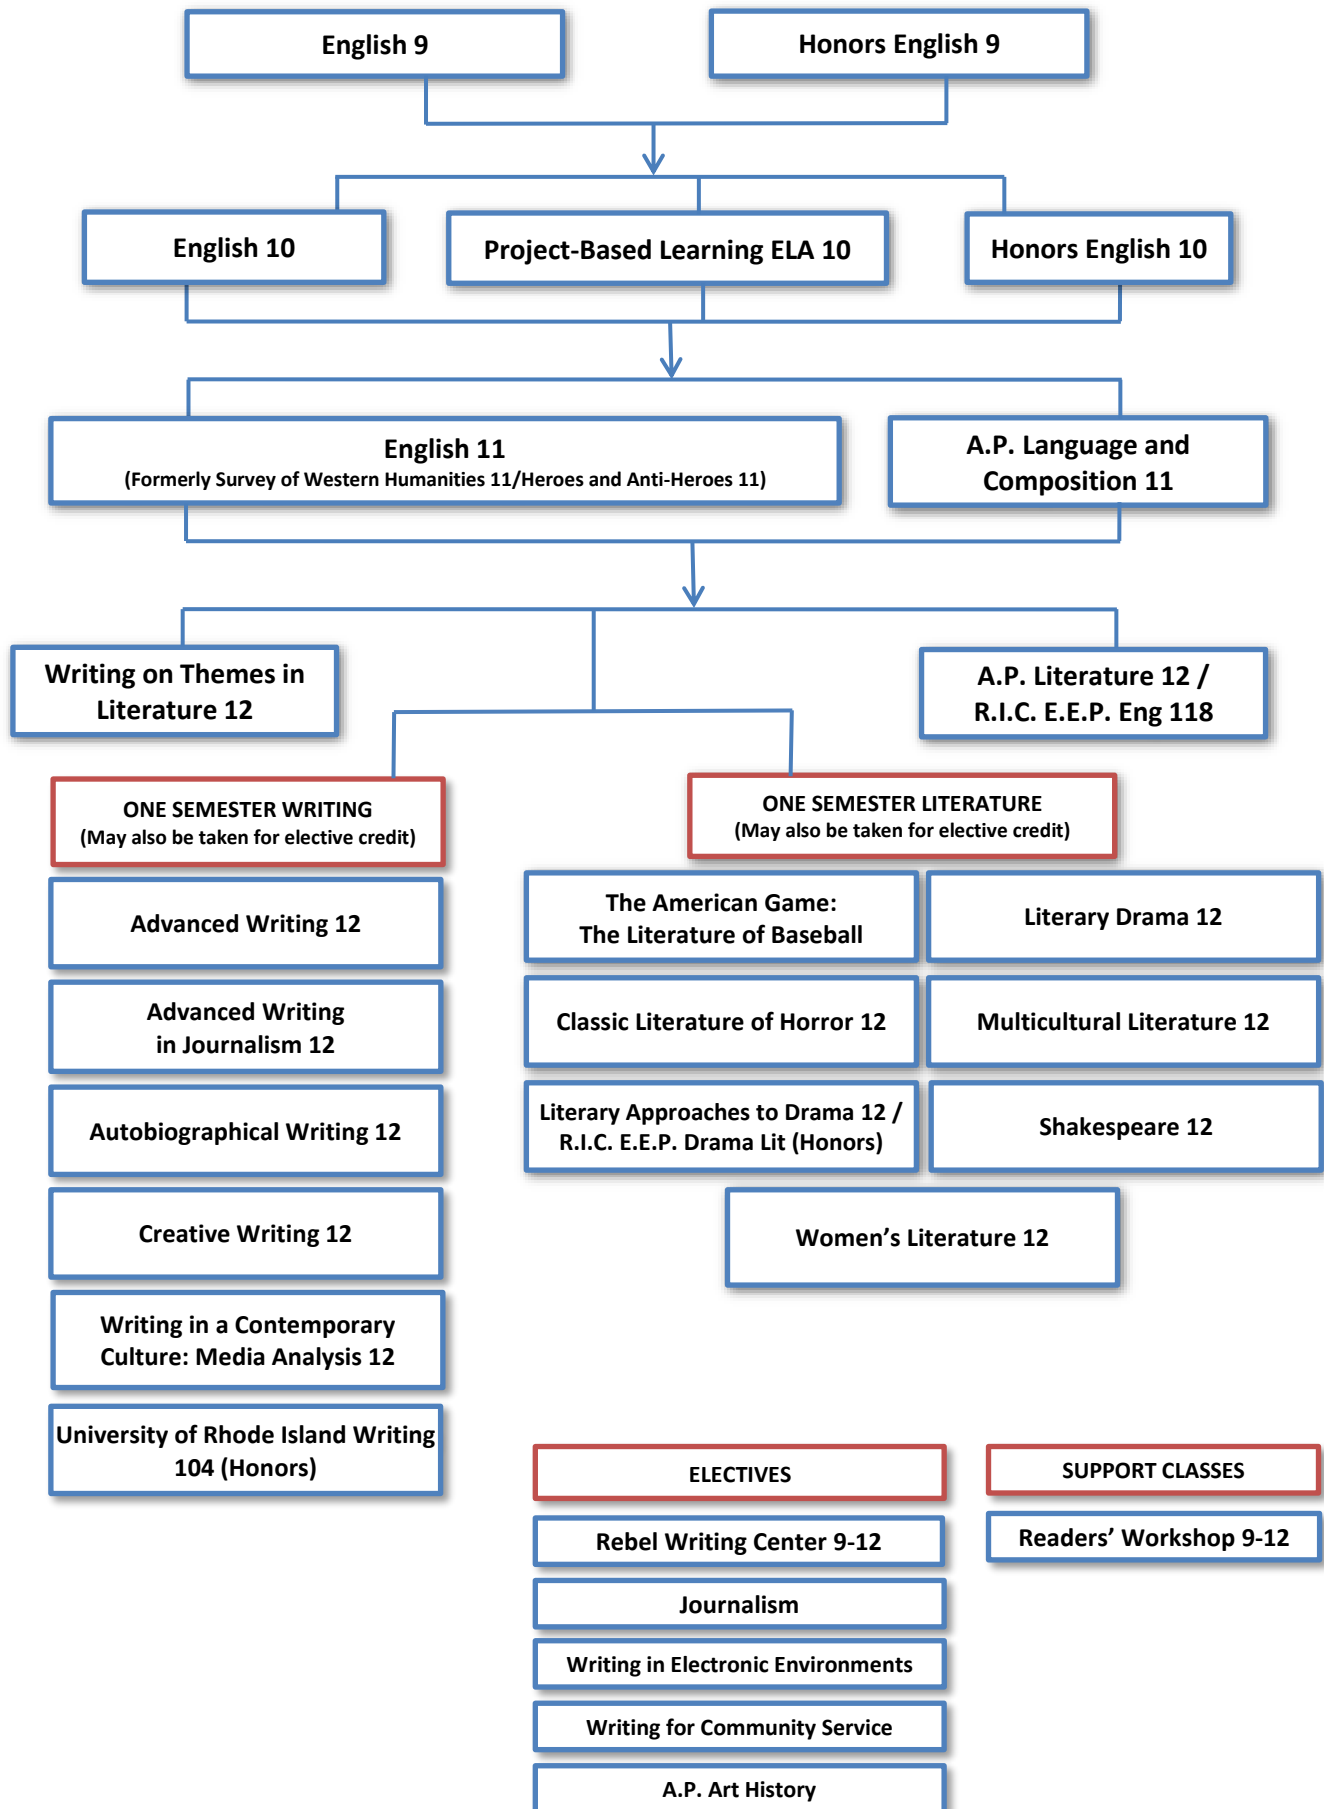 English 9
Honors English 9
English 10
Project-Based Learning ELA 10
Honors English 10
English 11
(Formerly Survey of Western Humanities 11/Heroes and Anti-Heroes 11)
A.P. Language and
Composition 11
Writing on Themes in
Literature 12
A.P. Literature 12 /
R.I.C. E.E.P. Eng 118
ONE SEMESTER WRITING
(May also be taken for elective credit)
Advanced Writing 12
Advanced Writing
in Journalism 12
Autobiographical Writing 12
Creative Writing 12
Writing in a Contemporary
Culture: Media Analysis 12
University of Rhode Island Writing
104 (Honors)
ONE SEMESTER LITERATURE
(May also be taken for elective credit)
The American Game:
The Literature of Baseball
Literary Drama 12
Classic Literature of Horror 12
Multicultural Literature 12
Literary Approaches to Drama 12 /
R.I.C. E.E.P. Drama Lit (Honors)
Shakespeare 12
Women’s Literature 12
ELECTIVES
Rebel Writing Center 9-12
Journalism
Writing in Electronic Environments
Writing for Community Service
A.P. Art History
SUPPORT CLASSES
Readers’ Workshop 9-12